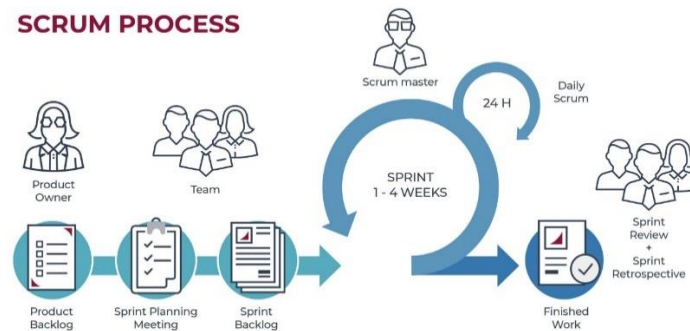 SCRUM PROCESS
Scrum master
24 H
Daily
Scrum
Product
Owner
Team
SPRINT
1 - 4 WEEKS
Sprint
Review
+
Sprint
Retrospective
Product
Backlog
Sprint Planning
Meeting
Sprint
Backlog
Finished
Work